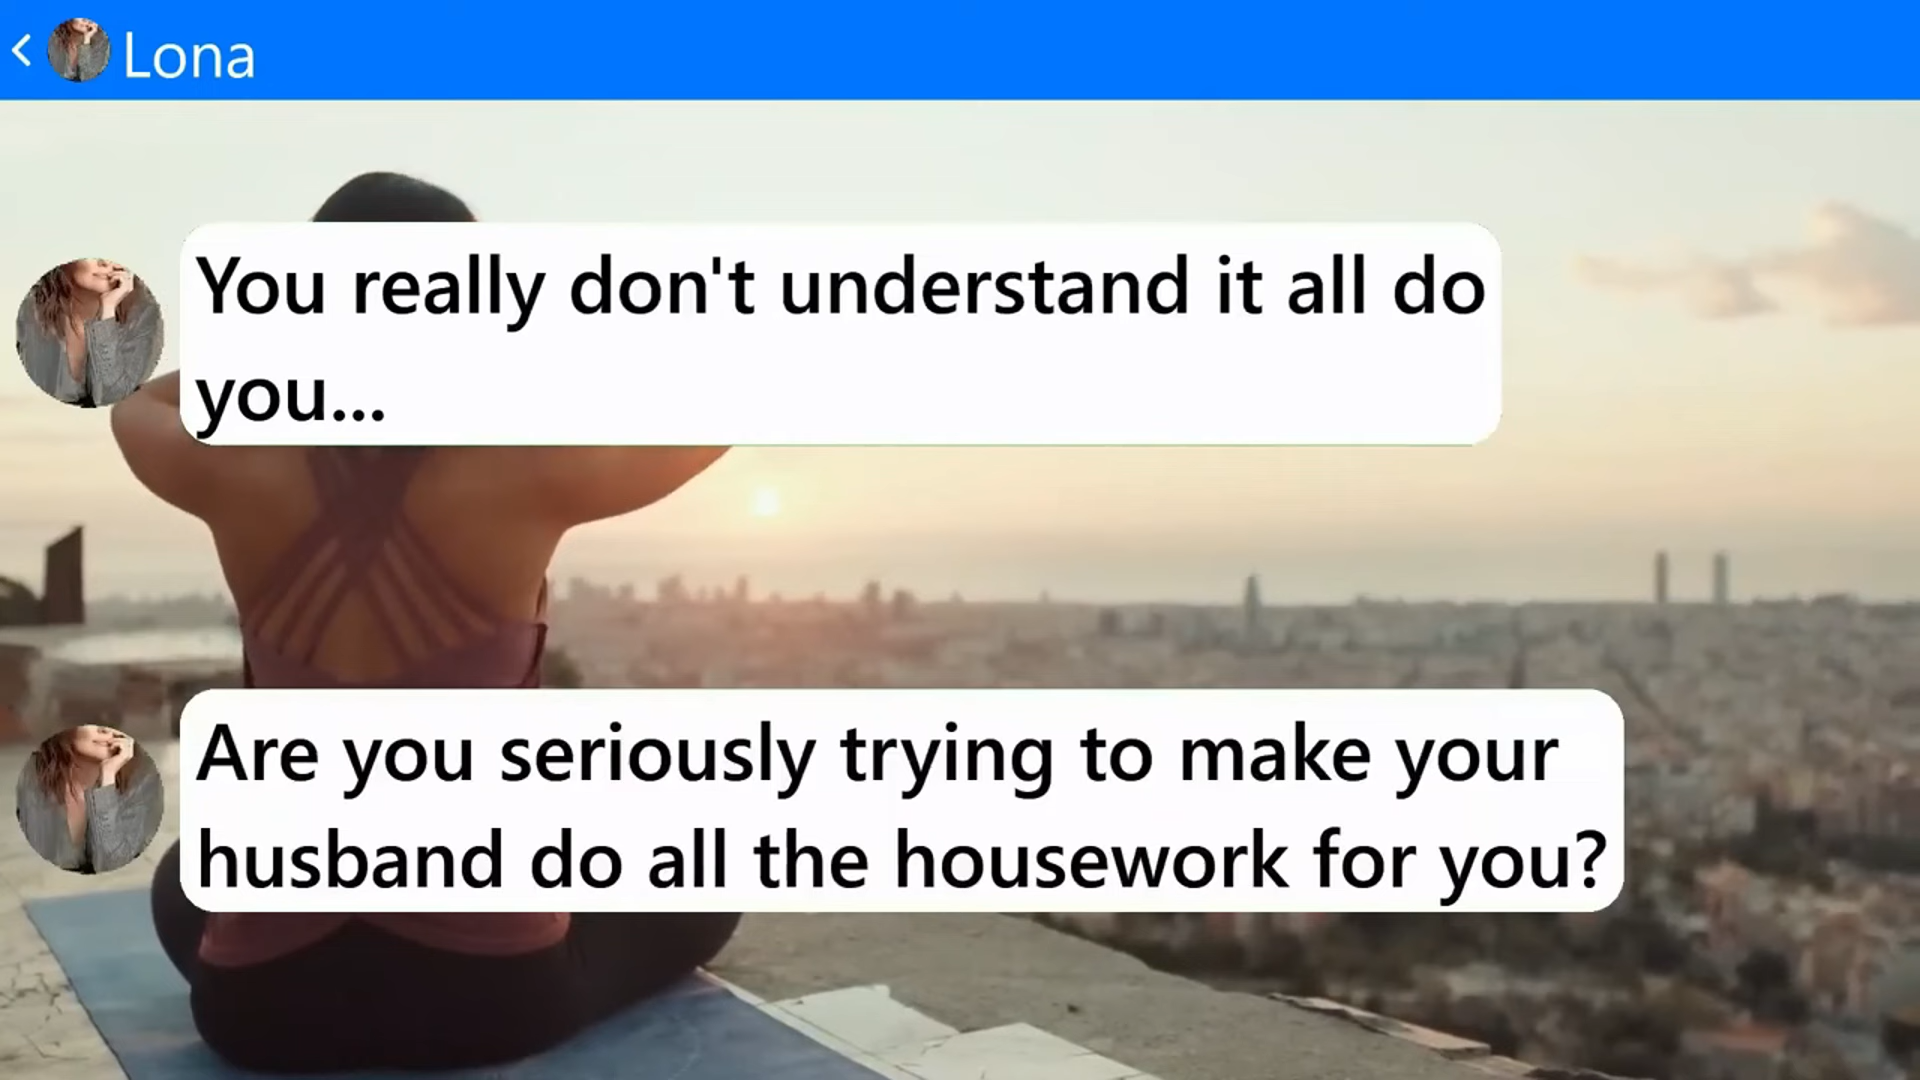 Lona
You really don't understand it all do
you...
Are you seriously trying to make your
husband do all the housework for you?